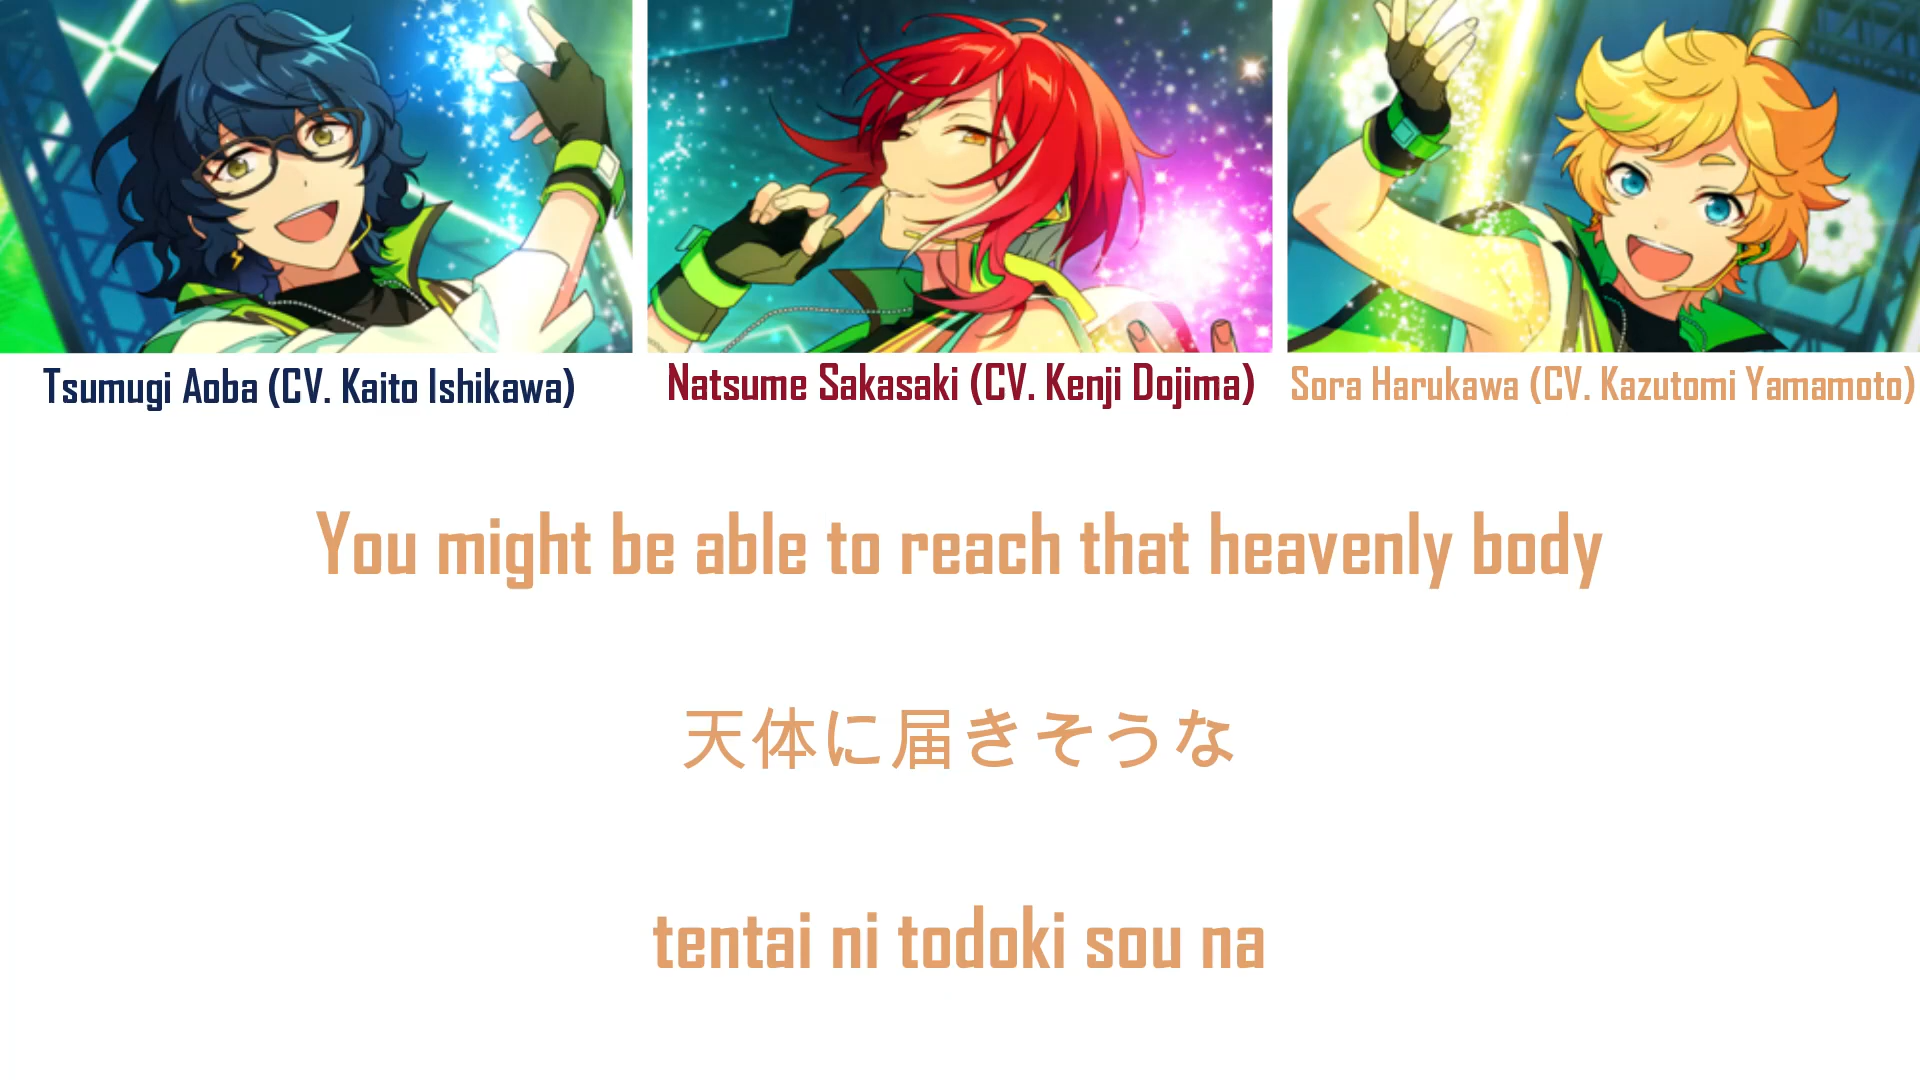 Tsumugi Aoba (CV. Kaito Ishikawa)
Natsume Sakasaki (CV. Kenji Dojima)
Sora Harukawa (CV. Kazutomi Yamamoto)
You might be able to reach that heavenly body
天体に届きそうな
tentai ni todoki sou na